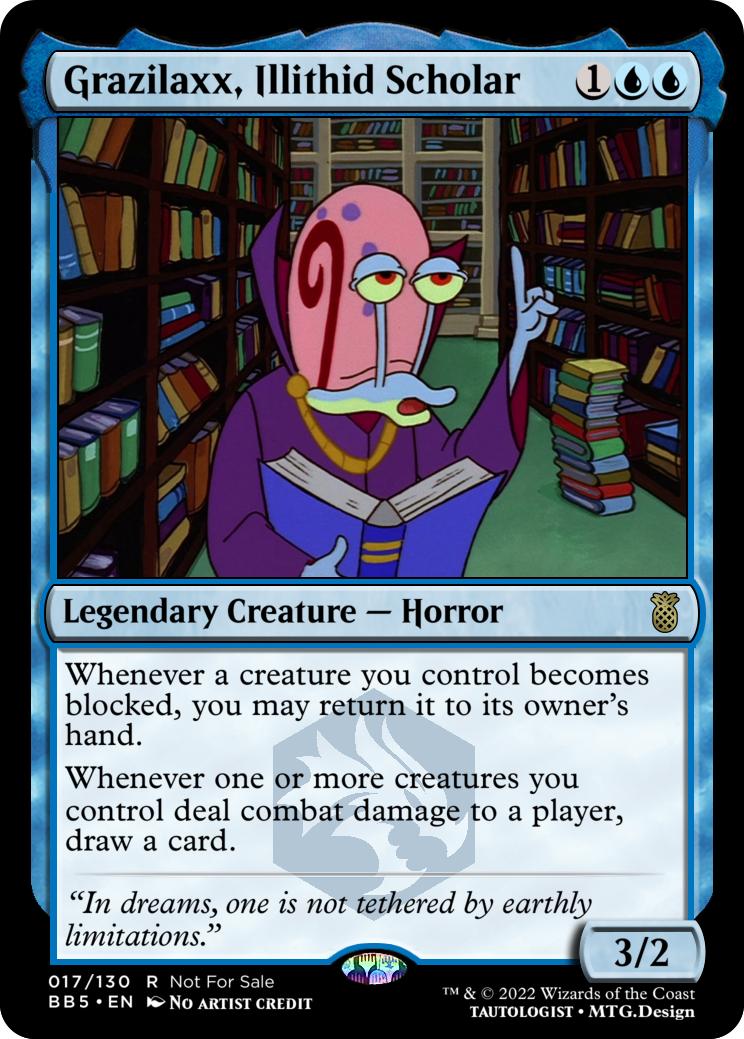 Grazilaxx, Illithid Scholar 1
Legendary Creature — Horror
Whenever a creature you control becomes
blocked, you may return it to its owner's
hand.
Whenever one or more creatures you
control deal combat damage to a player,
draw a card.
"In dreams, one is not tethered by earthly
limitations."
3/2
017/130 R Not For Sale
BB5 • EN No artist credit
™ & © 2022 Wizards of the Coast
TAUTOLOGIST • MTG.Design